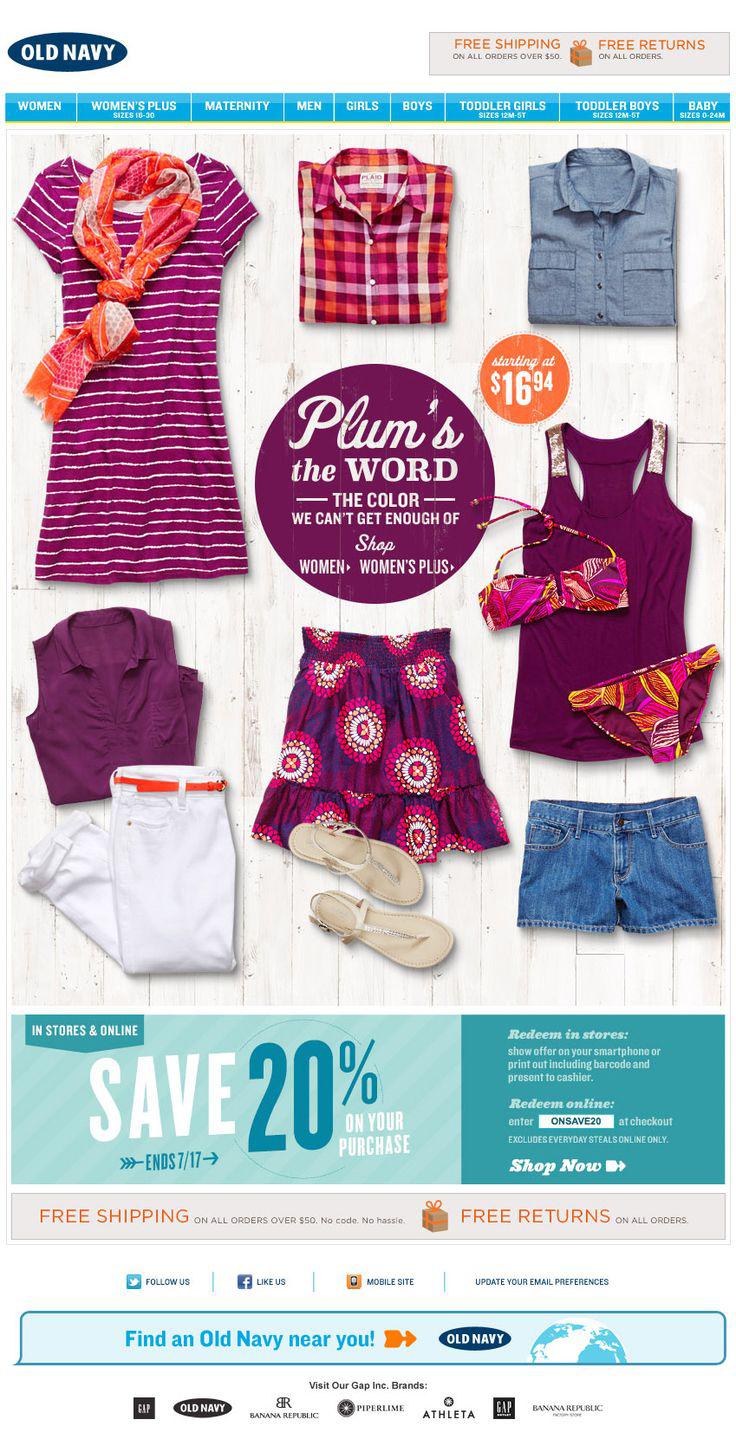 OLD NAVY
FREE SHIPPING
ON ALL ORDERS OVER $50.
FREE RETURNS
ON ALL ORDERS.
WOMEN
WOMEN'S PLUS
SIZES 16-30
MATERNITY
MEN
GIRLS
BOYS
TODDLER GIRLS
SIZES 12M-5T
TODDLER BOYS
SIZES 12M-5T
BABY
SIZES 0-24M
PLAID
starting at
$16.94
Plum's
the WORD
THE COLOR
WE CAN'T GET ENOUGH OF
Shop
WOMEN WOMEN'S PLUS
IN STORES & ONLINE
SAVE 20%
ON YOUR
PURCHASE
ENDS 7/17
Redeem in stores:
show offer on your smartphone or
print out including barcode and
present to cashier.
Redeem online:
enter ONSAVE20 at checkout
EXCLUDES EVERYDAY STEALS ONLINE ONLY.
Shop Now
FREE SHIPPING ON ALL ORDERS OVER $50. No code. No hassle.
FREE RETURNS ON ALL ORDERS.
FOLLOW US
LIKE US
MOBILE SITE
UPDATE YOUR EMAIL PREFERENCES
Find an Old Navy near you!
OLD NAVY
Visit Our Gap Inc. Brands:
GAP
OLD NAVY
BR
BANANA REPUBLIC
PIPERLIME
ATHLETA
GAP
OUTLET
BANANA REPUBLIC
FACTORY STORE